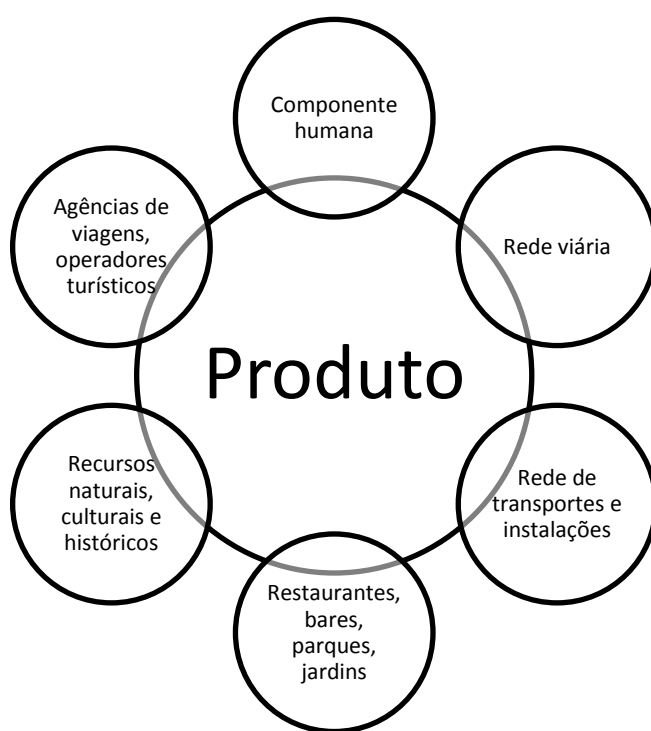 Componente
humana
Agências de
viagens,
operadores
turísticos
Rede viária
Produto
Recursos
naturais,
culturais e
históricos
Rede de
transportes e
instalações
Restaurantes,
bares,
parques,
jardins